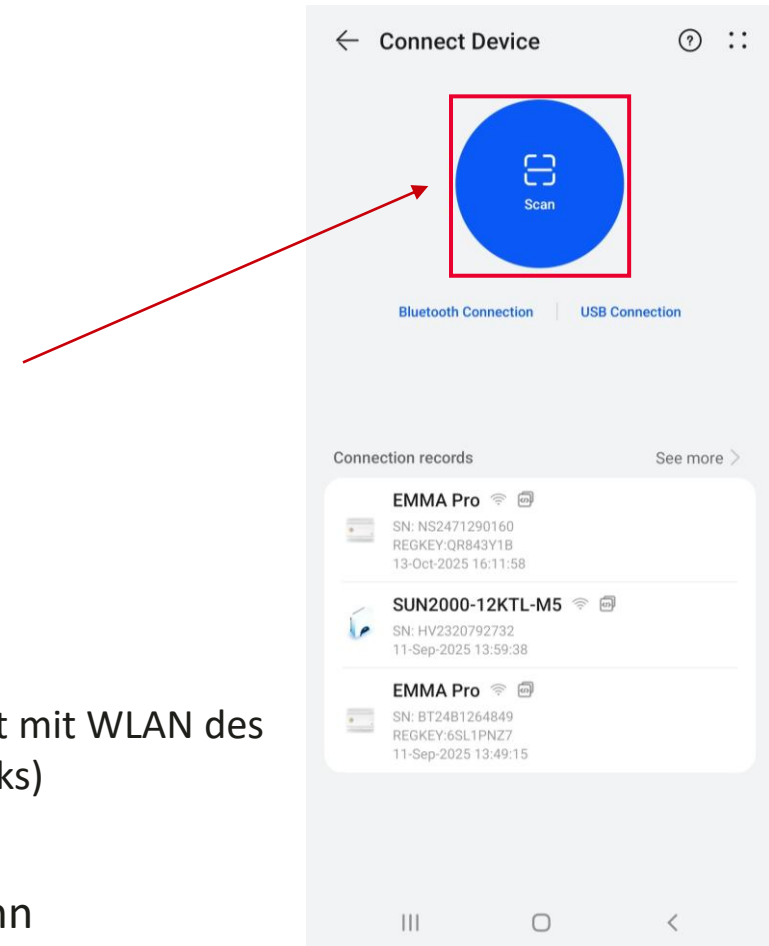 Connect Device
Scan
Bluetooth Connection
USB Connection
Connection records
See more
EMMA Pro
SN: NS2471290160
REGKEY:QR843Y1B
13-Oct-2025 16:11:58
SUN2000-12KTL-M5
SN: HV2320792732
11-Sep-2025 13:59:38
EMMA Pro
SN: BT24B1264849
REGKEY:6SL1PNZ7
11-Sep-2025 13:49:15
t mit WLAN des
ks)
nn